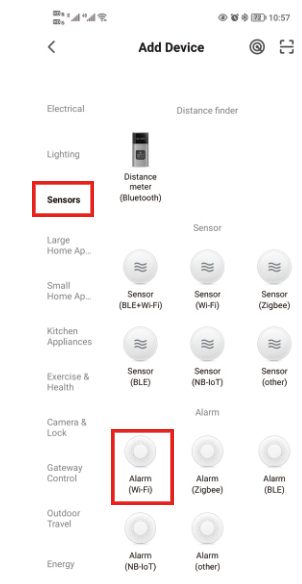 10:57
Add Device
Electrical
Lighting
Sensors
Large
Home Ap...
Small
Home Ap...
Kitchen
Appliances
Exercise &
Health
Camera &
Lock
Gateway
Control
Outdoor
Travel
Energy
Distance finder
Distance
meter
(Bluetooth)
Sensor
Sensor
(BLE+Wi-Fi)
Sensor
(Wi-Fi)
Sensor
(Zigbee)
Sensor
(BLE)
Sensor
(NB-IoT)
Sensor
(other)
Alarm
Alarm
(Wi-Fi)
Alarm
(Zigbee)
Alarm
(BLE)
Alarm
(NB-IoT)
Alarm
(other)